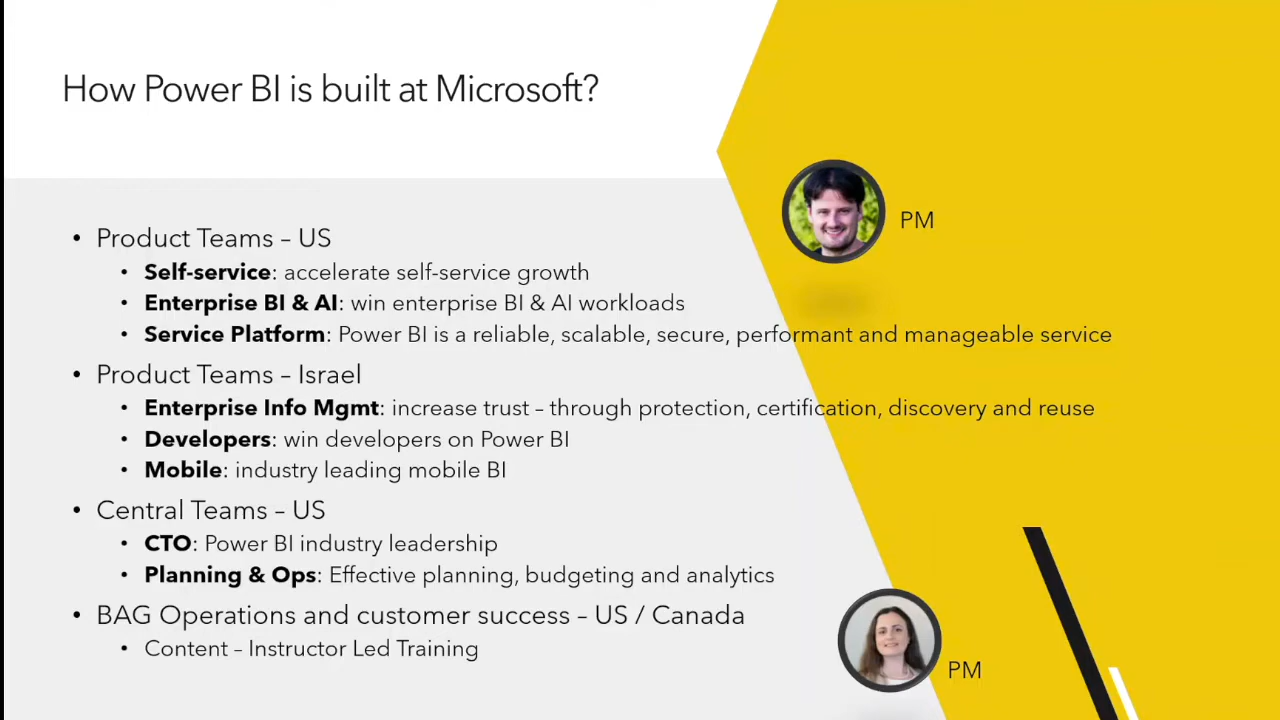 How Power BI is built at Microsoft?
PM
• Product Teams – US
• Self-service: accelerate self-service growth
• Enterprise BI & AI: win enterprise BI & AI workloads
• Service Platform: Power BI is a reliable, scalable, secure, performant and manageable service
• Product Teams – Israel
• Enterprise Info Mgmt: increase trust – through protection, certification, discovery and reuse
• Developers: win developers on Power BI
• Mobile: industry leading mobile BI
• Central Teams – US
• CTO: Power BI industry leadership
• Planning & Ops: Effective planning, budgeting and analytics
• BAG Operations and customer success – US / Canada
• Content – Instructor Led Training
PM